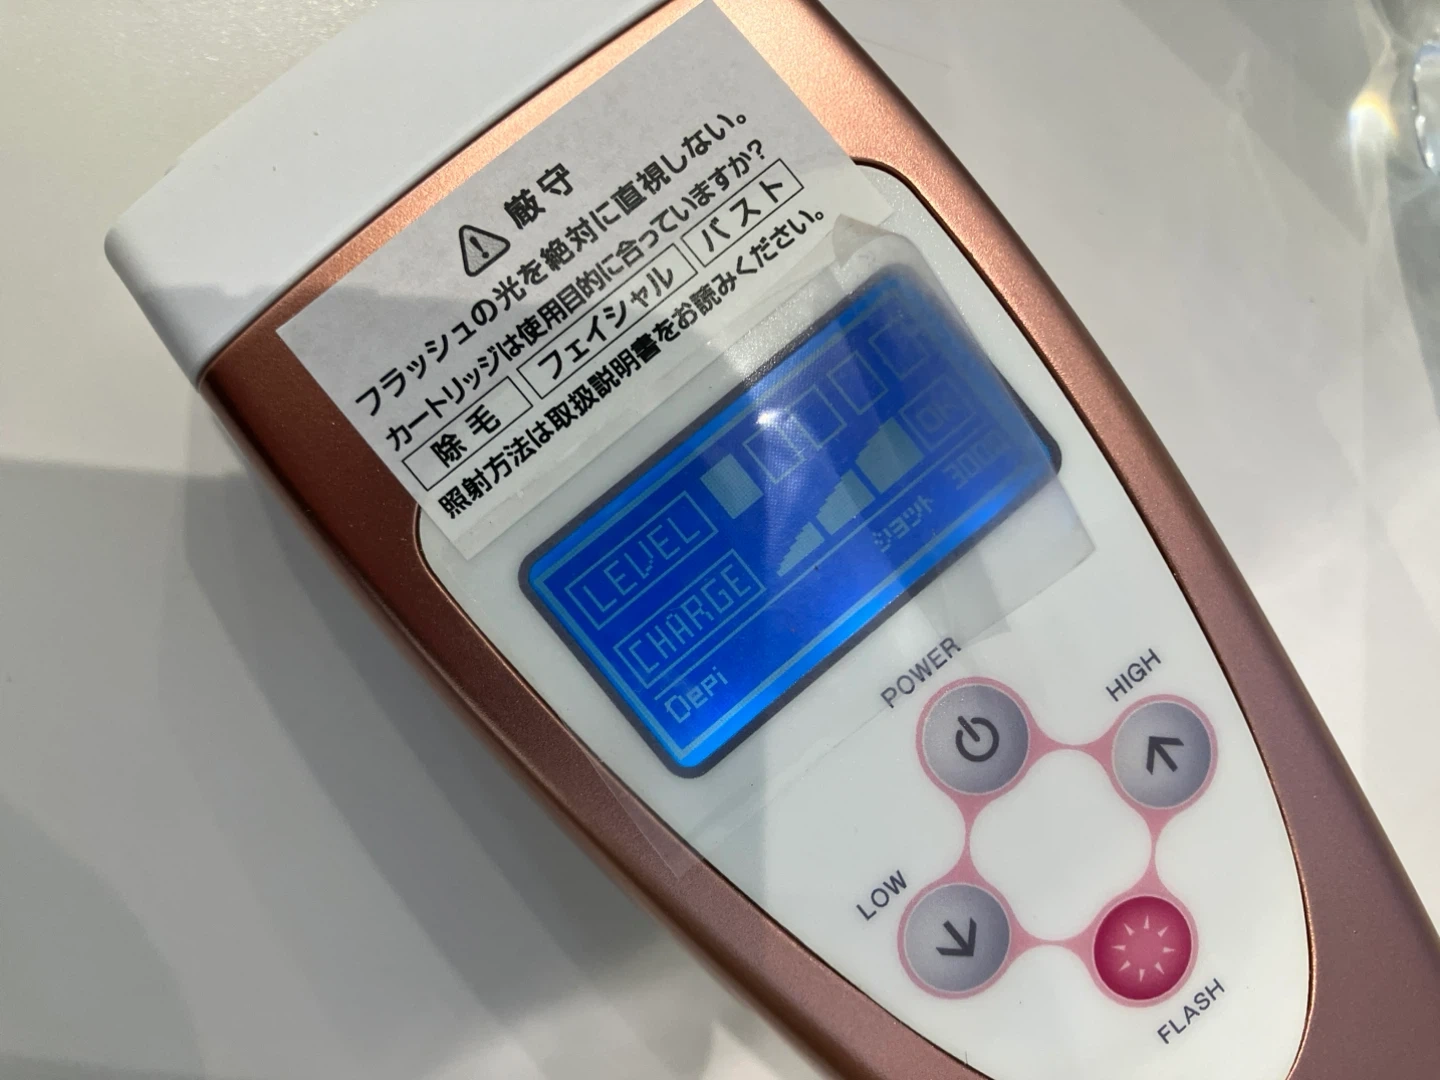 厳守
フラッシュの光を絶対に直視しない。
カートリッジは使用目的に合っていますか?
除毛 フェイシャル バスト
照射方法は取扱説明書をお読みください。
LEVEL
CHARGE OK
Depi ショット
POWER
HIGH
LOW
FLASH